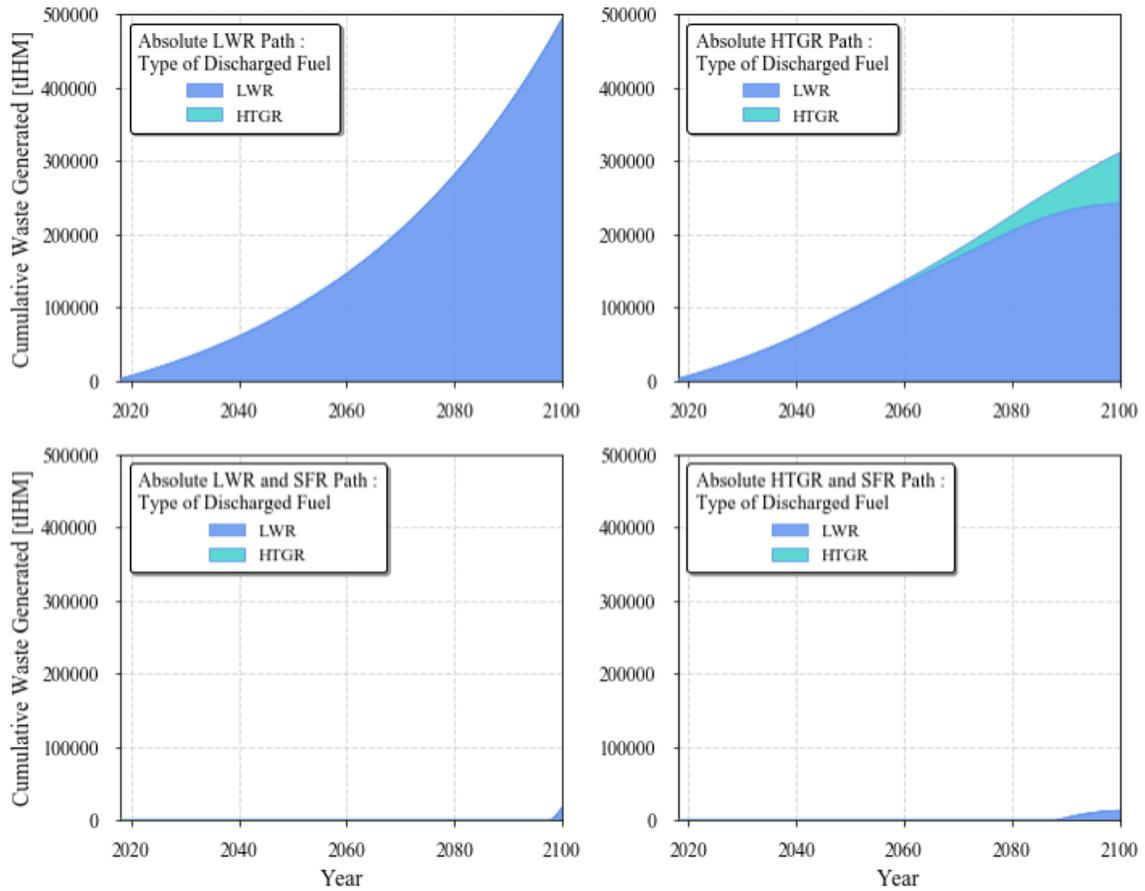 Cumulative Waste Generated [tIHM]
500000
400000
300000
200000
100000
0
Absolute LWR Path :
Type of Discharged Fuel
LWR
HTGR
2020
2040
2060
2080
2100
500000
400000
300000
200000
100000
0
Absolute HTGR Path :
Type of Discharged Fuel
LWR
HTGR
2020
2040
2060
2080
2100
Cumulative Waste Generated [tIHM]
500000
400000
300000
200000
100000
0
Absolute LWR and SFR Path :
Type of Discharged Fuel
LWR
HTGR
2020
2040
2060
2080
2100
Year
500000
400000
300000
200000
100000
0
Absolute HTGR and SFR Path :
Type of Discharged Fuel
LWR
HTGR
2020
2040
2060
2080
2100
Year